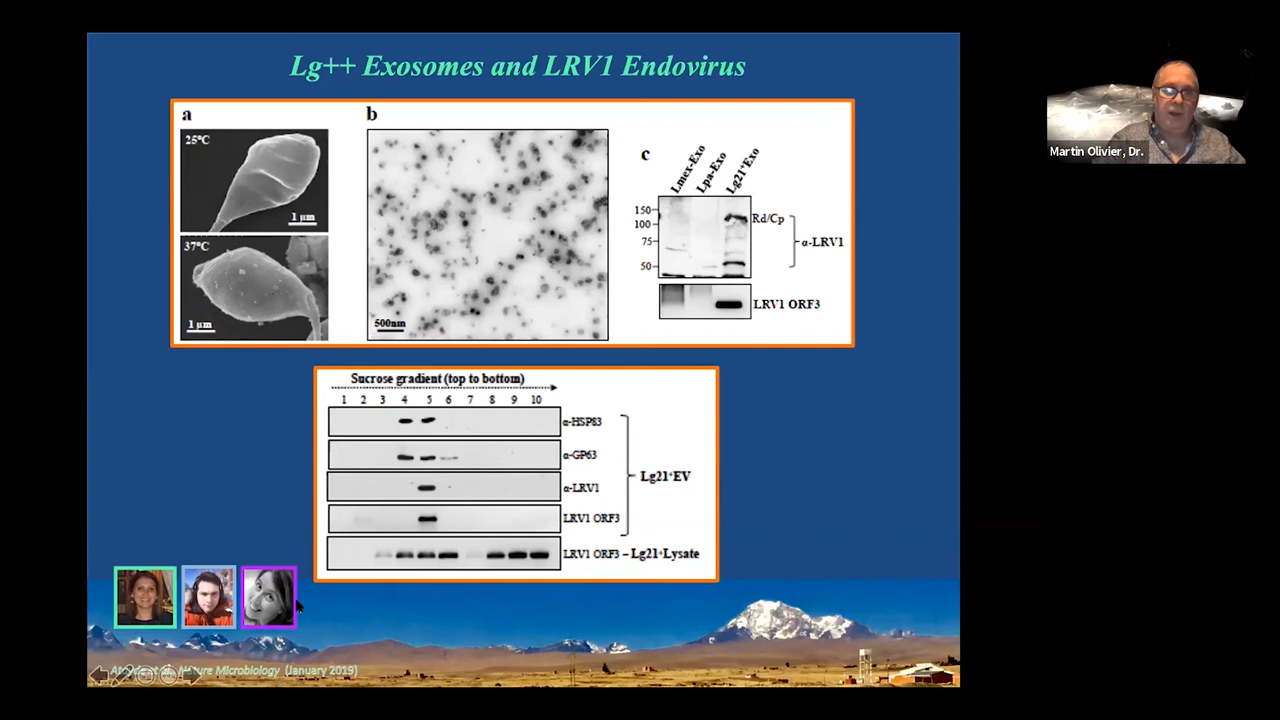 Lg++ Exosomes and LRV1 Endovirus
a
25°C
1 µm
37°C
1 µm
b
500nm
c
Lmex-Exo
Lpa-Exo
Lg21⁺Exo
150
100
75
50
Rd/Cp
α-LRV1
LRV1 ORF3
Sucrose gradient (top to bottom)
1 2 3 4 5 6 7 8 9 10
α-HSP83
α-GP63
α-LRV1
LRV1 ORF3
Lg21⁺EV
LRV1 ORF3 – Lg21⁺Lysate
Nature Microbiology (January 2019)
Martin Olivier, Dr.